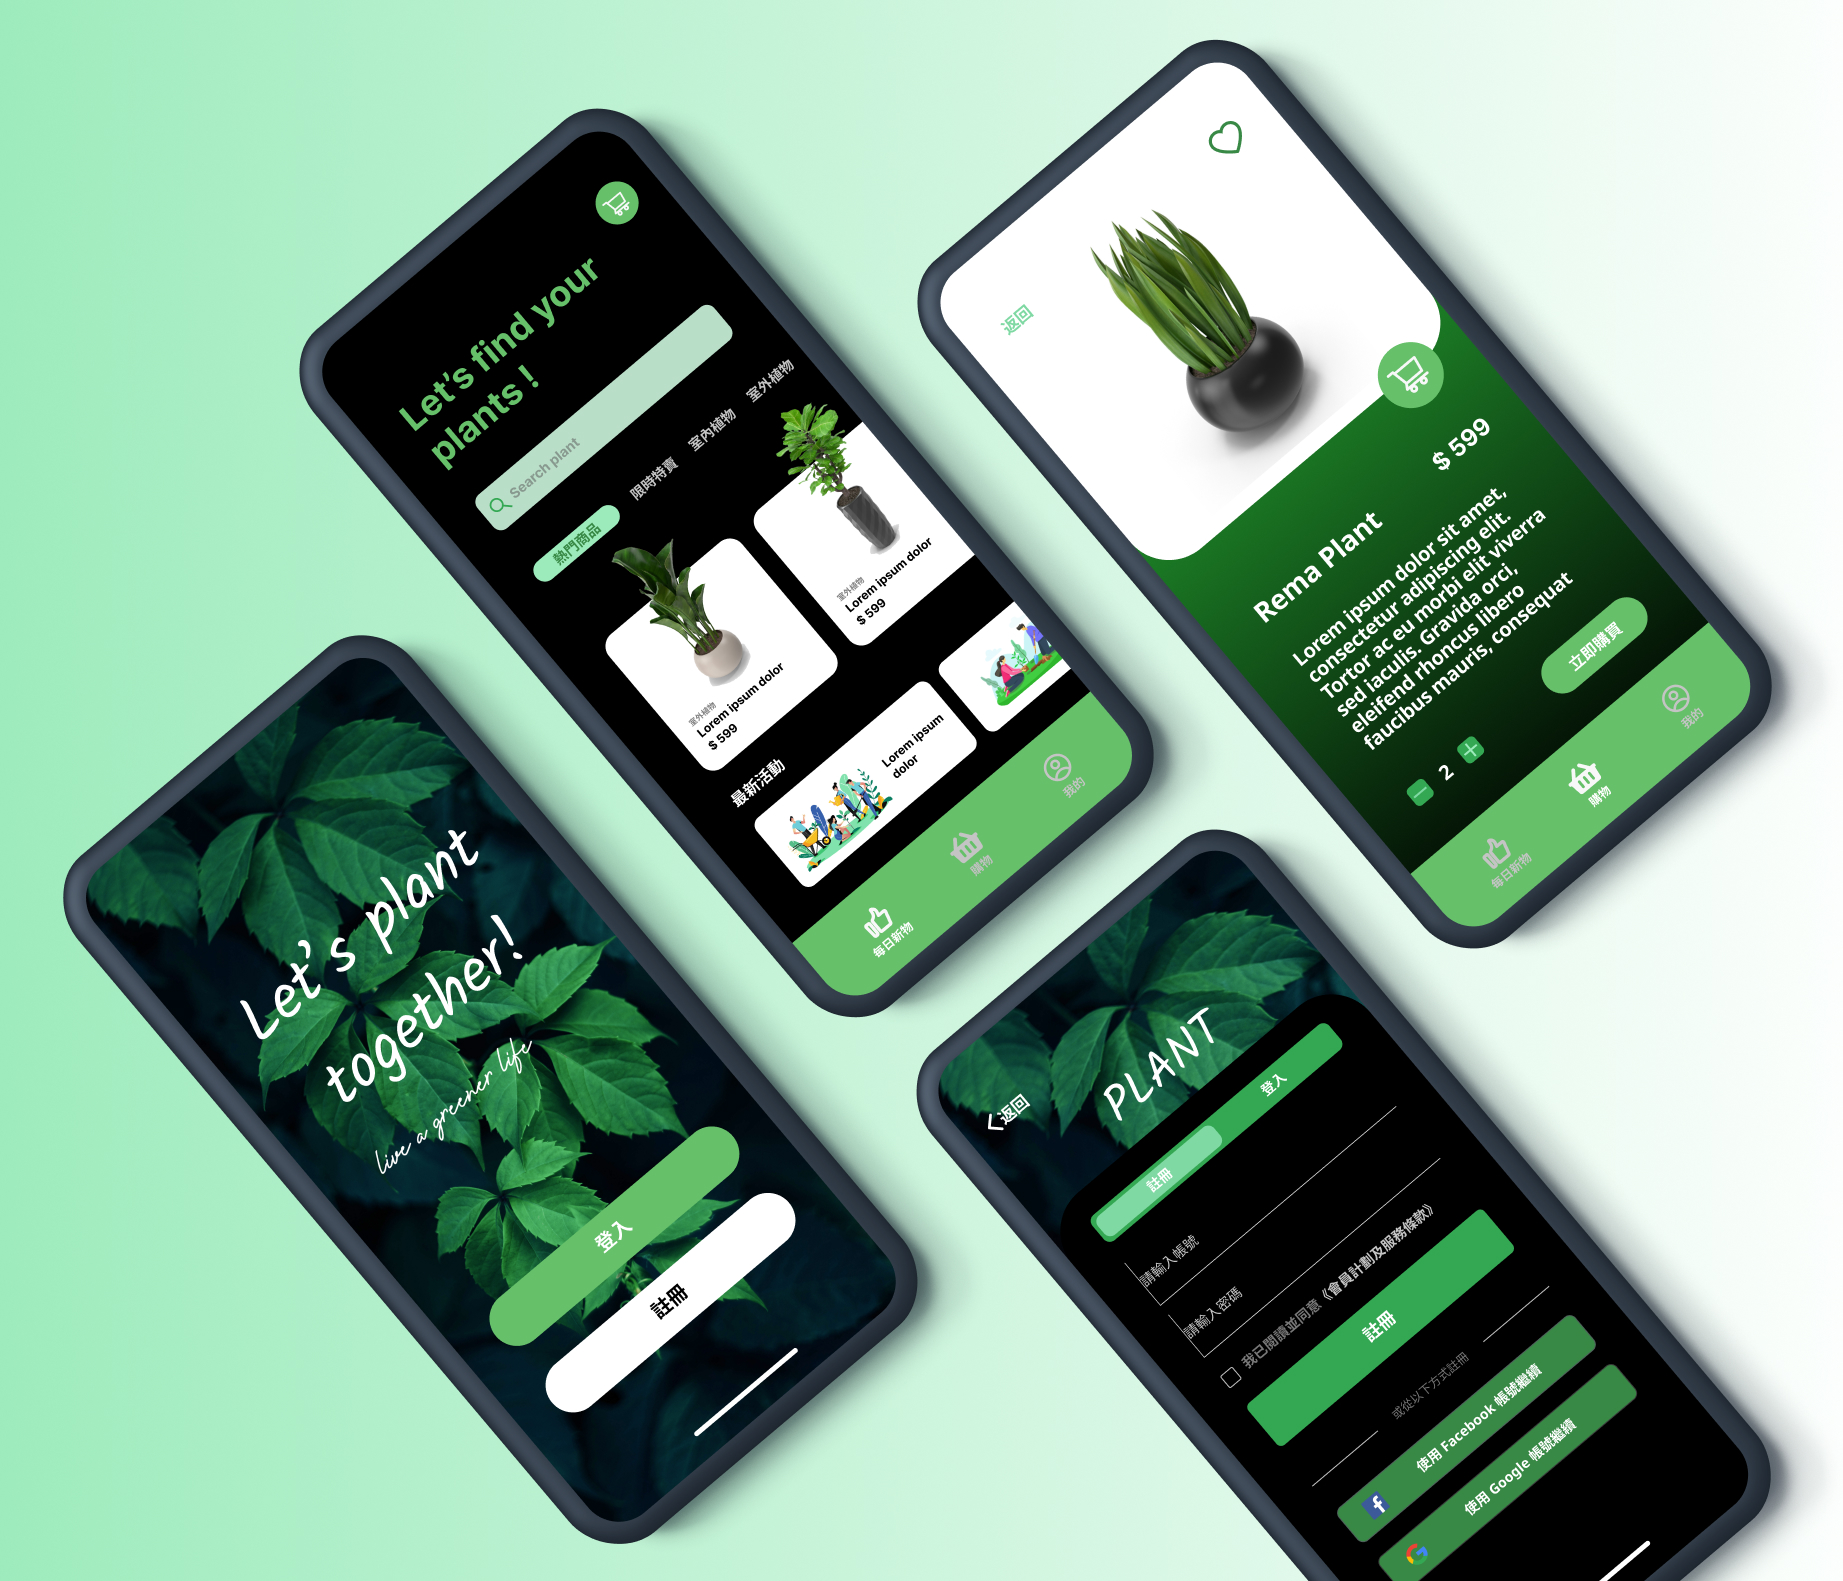 Let's find your
plants !
Search plant
熱門商品
限時特賣
室內植物
室外植物
室外植物
Lorem ipsum dolor
$ 599
室外植物
Lorem ipsum dolor
$ 599
最新活動
Lorem ipsum
dolor
每日新物
購物
我的
返回
$ 599
Rema Plant
Lorem ipsum dolor sit amet,
consectetur adipiscing elit.
Tortor ac eu morbi elit viverra
sed iaculis. Gravida orci,
eleifend rhoncus libero
faucibus mauris, consequat
2
立即購買
每日新物
購物
我的
Let's plant
together!
live a greener life
登入
註冊
返回
PLANT
註冊
登入
請輸入帳號
請輸入密碼
我已閱讀並同意《會員計劃及服務條款》
註冊
或從以下方式註冊
使用 Facebook 帳號繼續
使用 Google 帳號繼續